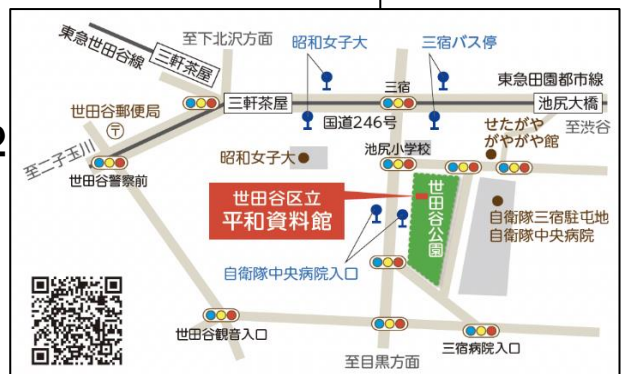 至下北沢方面
昭和女子大
三宿バス停
東急世田谷線
三軒茶屋
東急田園都市線
三宿
三軒茶屋
池尻大橋
世田谷郵便局
〒
国道246号
せたがや
がやがや館
至渋谷
2
池尻小学校
昭和女子大
至二子玉川
世田谷警察前
世田谷区立
平和資料館
世田谷公園
自衛隊三宿駐屯地
自衛隊中央病院
自衛隊中央病院入口
世田谷観音入口
三宿病院入口
至目黒方面